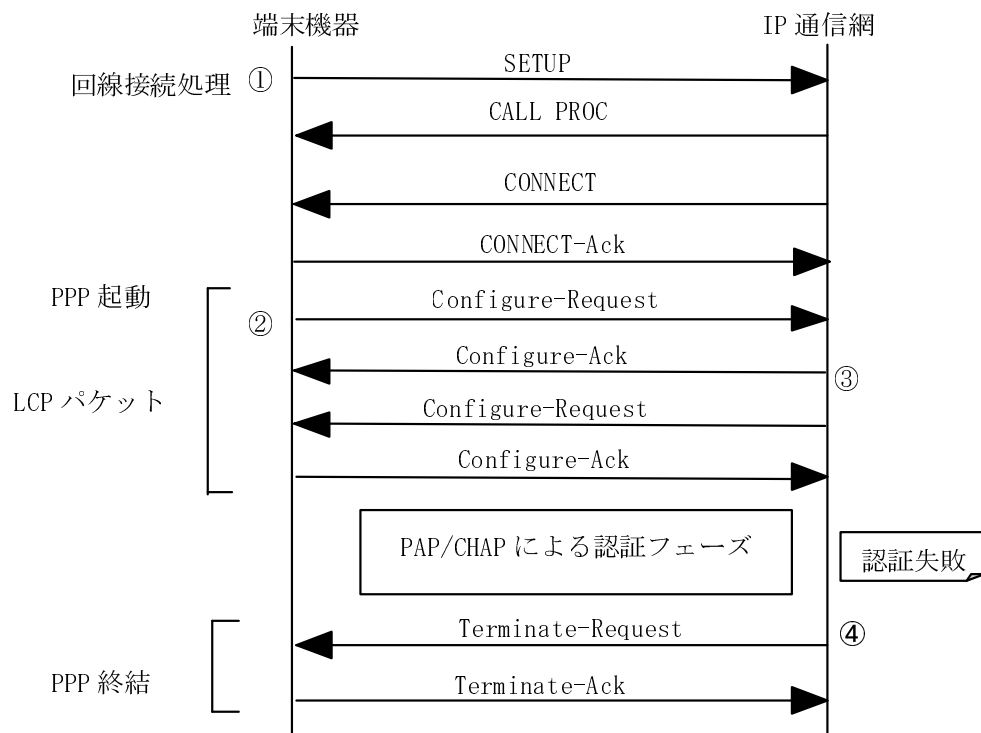 端末機器
IP 通信網
回線接続処理 ①
SETUP
CALL PROC
CONNECT
CONNECT-Ack
PPP 起動
②
Configure-Request
Configure-Ack
③
LCP パケット
Configure-Request
Configure-Ack
PAP/CHAP による認証フェーズ
認証失敗
Terminate-Request
④
PPP 終結
Terminate-Ack